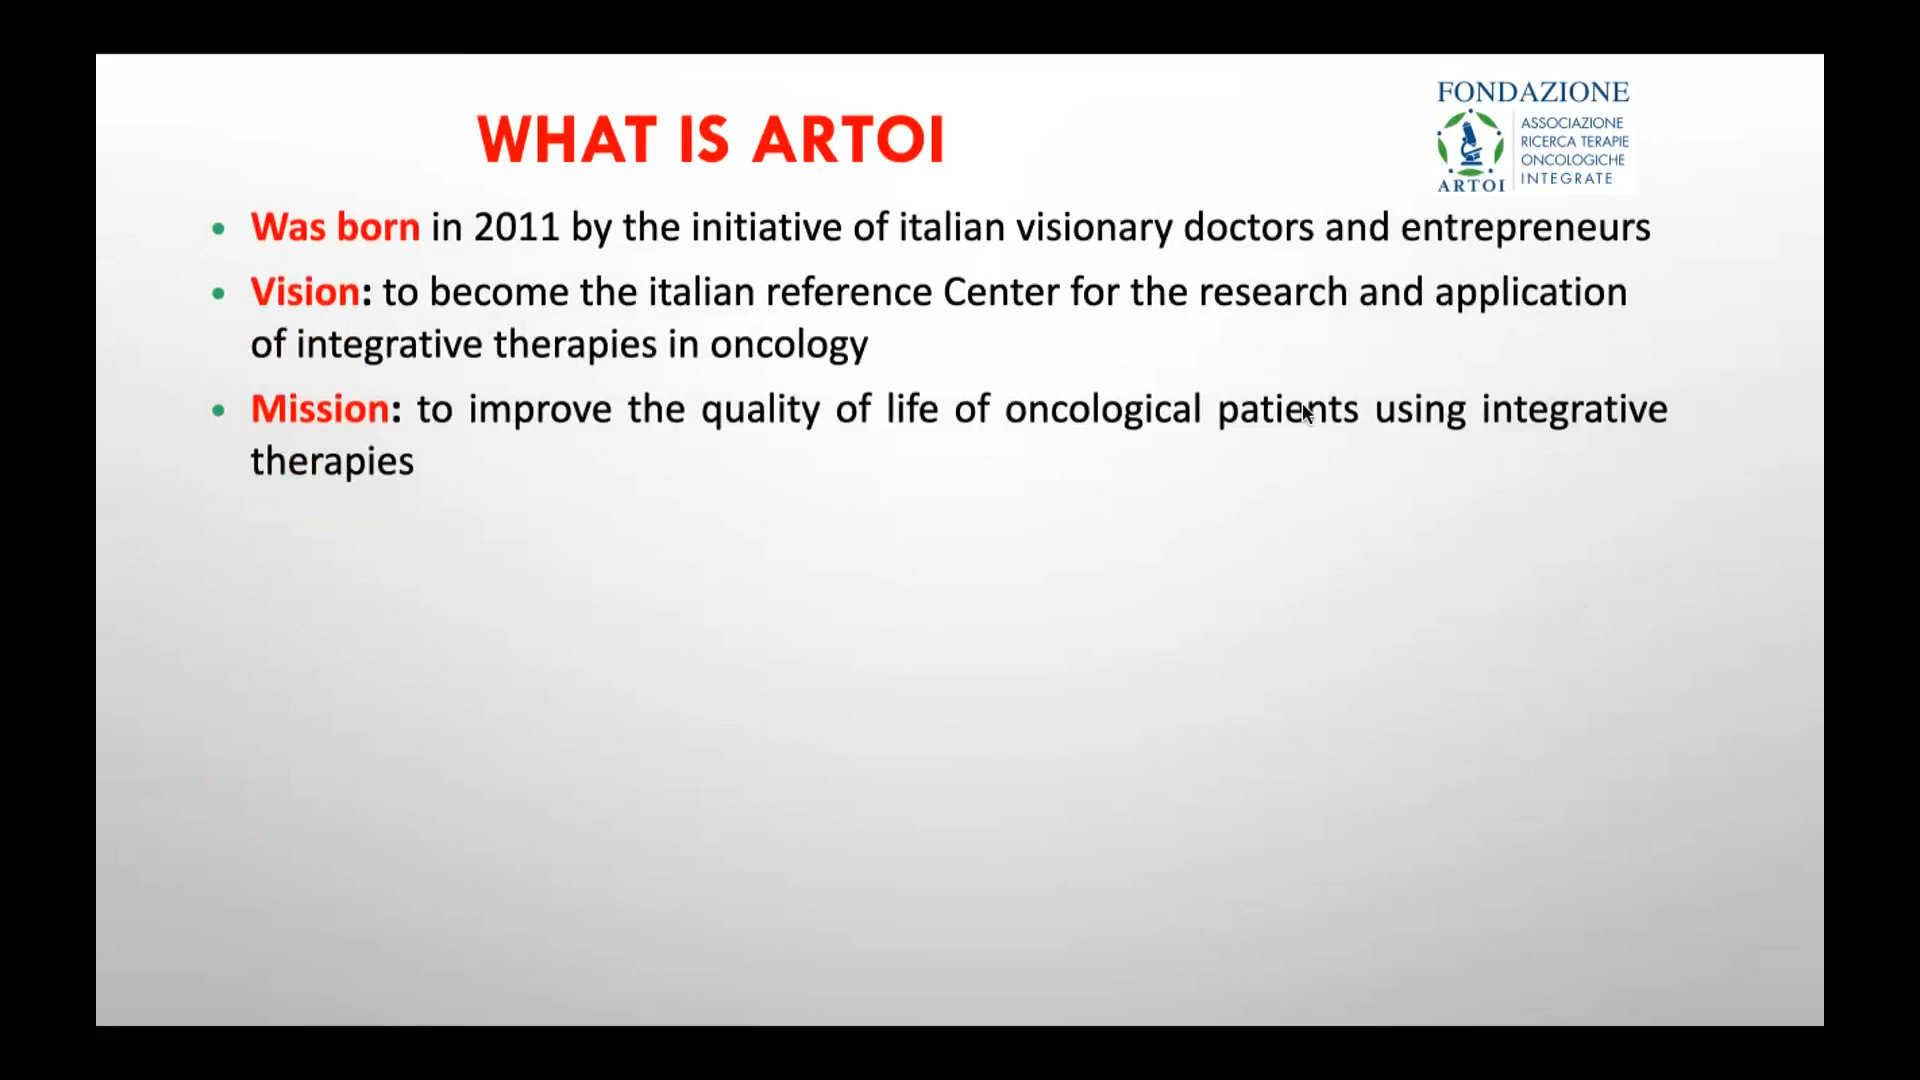 WHAT IS ARTOI
FONDAZIONE
ASSOCIAZIONE
RICERCA TERAPIE
ONCOLOGICHE
INTEGRATE
ARTOI
• Was born in 2011 by the initiative of italian visionary doctors and entrepreneurs
• Vision: to become the italian reference Center for the research and application
of integrative therapies in oncology
• Mission: to improve the quality of life of oncological patients using integrative
therapies